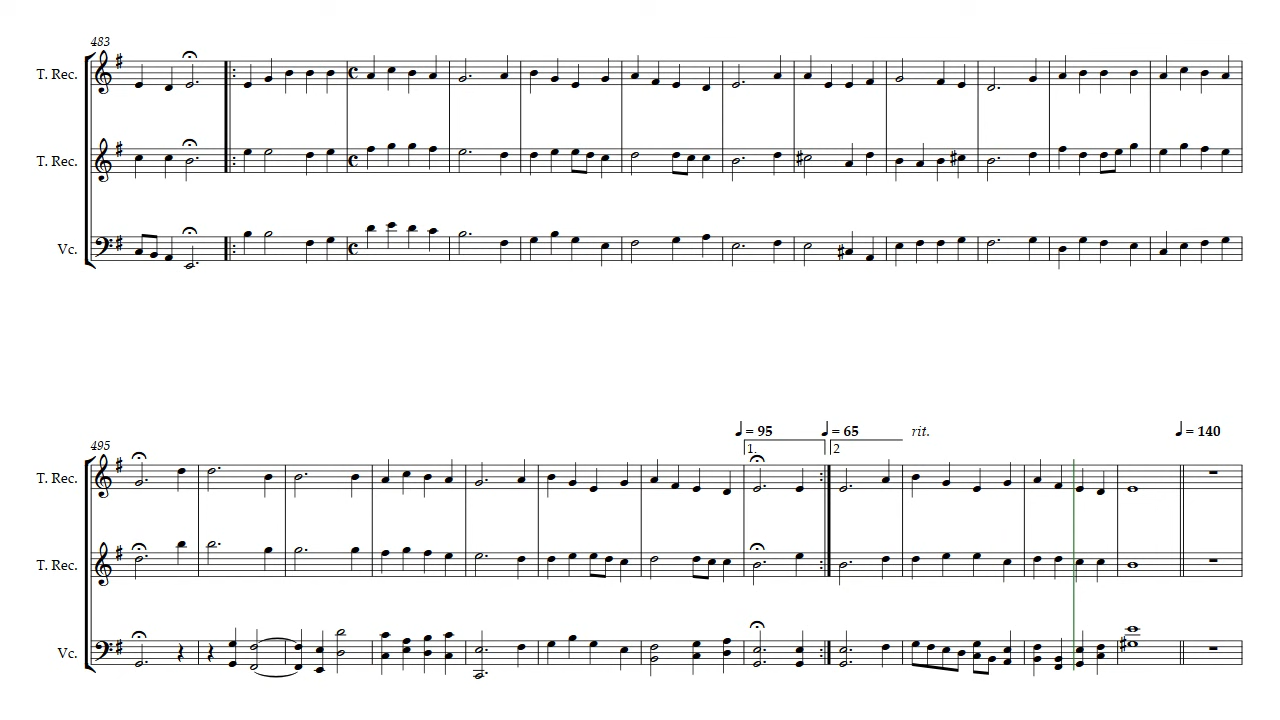 483
T. Rec.
T. Rec.
Vc.
= 95
= 65
rit.
= 140
495
1.
2
T. Rec.
T. Rec.
Vc.